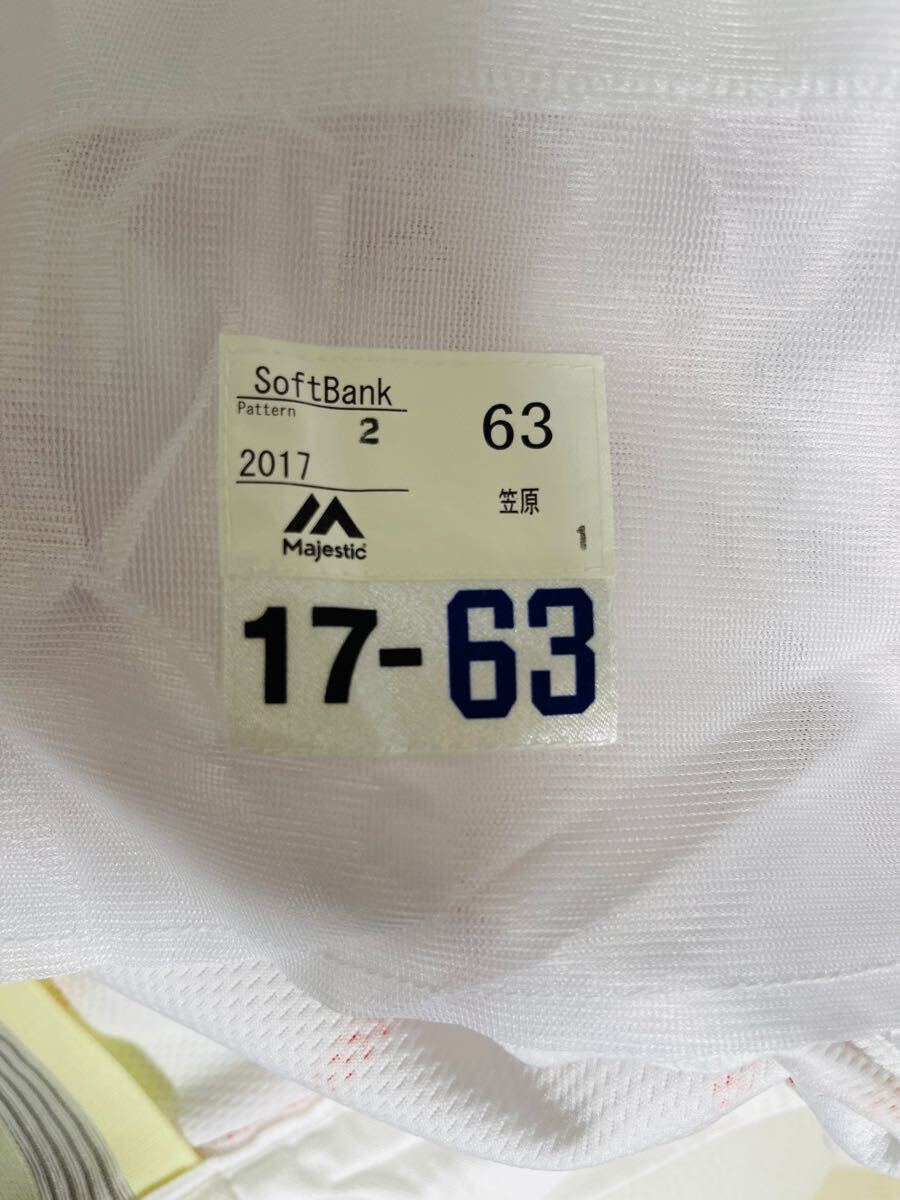 SoftBank
Pattern
2
63
2017
笠原
Majestic
1
17-63